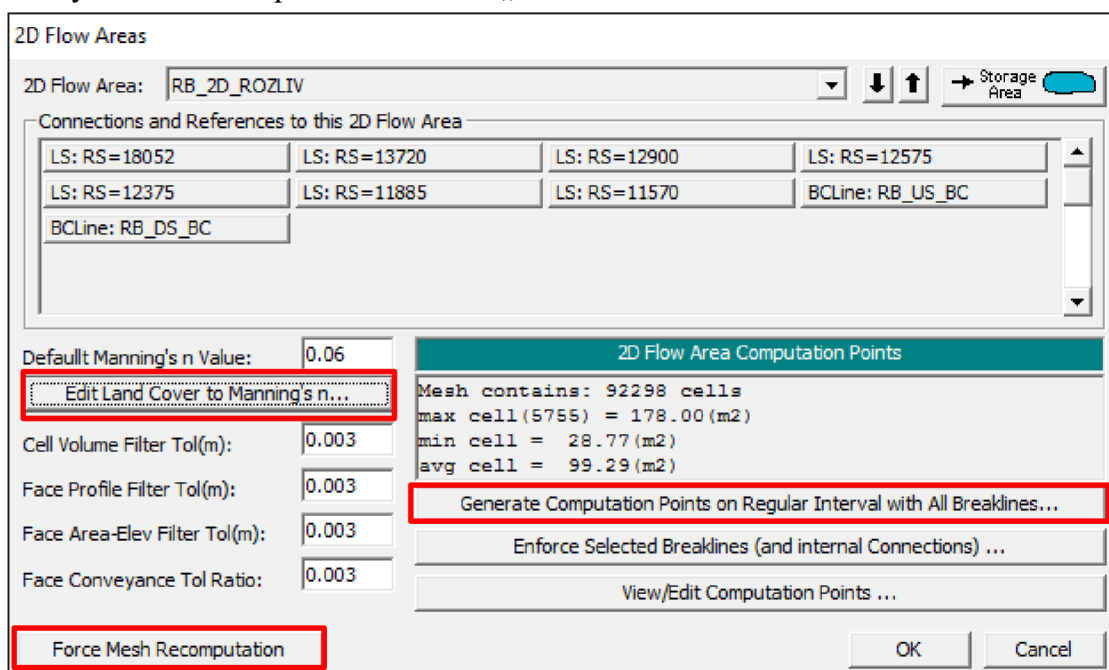 2D Flow Areas
2D Flow Area: RB_2D_ROZLIV Storage Area
Connections and References to this 2D Flow Area
LS: RS=18052 LS: RS=13720 LS: RS=12900 LS: RS=12575
LS: RS=12375 LS: RS=11885 LS: RS=11570 BCLine: RB_US_BC
BCLine: RB_DS_BC
Defaullt Manning's n Value: 0.06 2D Flow Area Computation Points
Edit Land Cover to Manning's n... Mesh contains: 92298 cells
max cell(5755) = 178.00(m2)
Cell Volume Filter Tol(m): 0.003 min cell = 28.77(m2)
avg cell = 99.29(m2)
Face Profile Filter Tol(m): 0.003 Generate Computation Points on Regular Interval with All Breaklines...
Face Area-Elev Filter Tol(m): 0.003 Enforce Selected Breaklines (and internal Connections) ...
Face Conveyance Tol Ratio: 0.003 View/Edit Computation Points ...
Force Mesh Recomputation OK Cancel